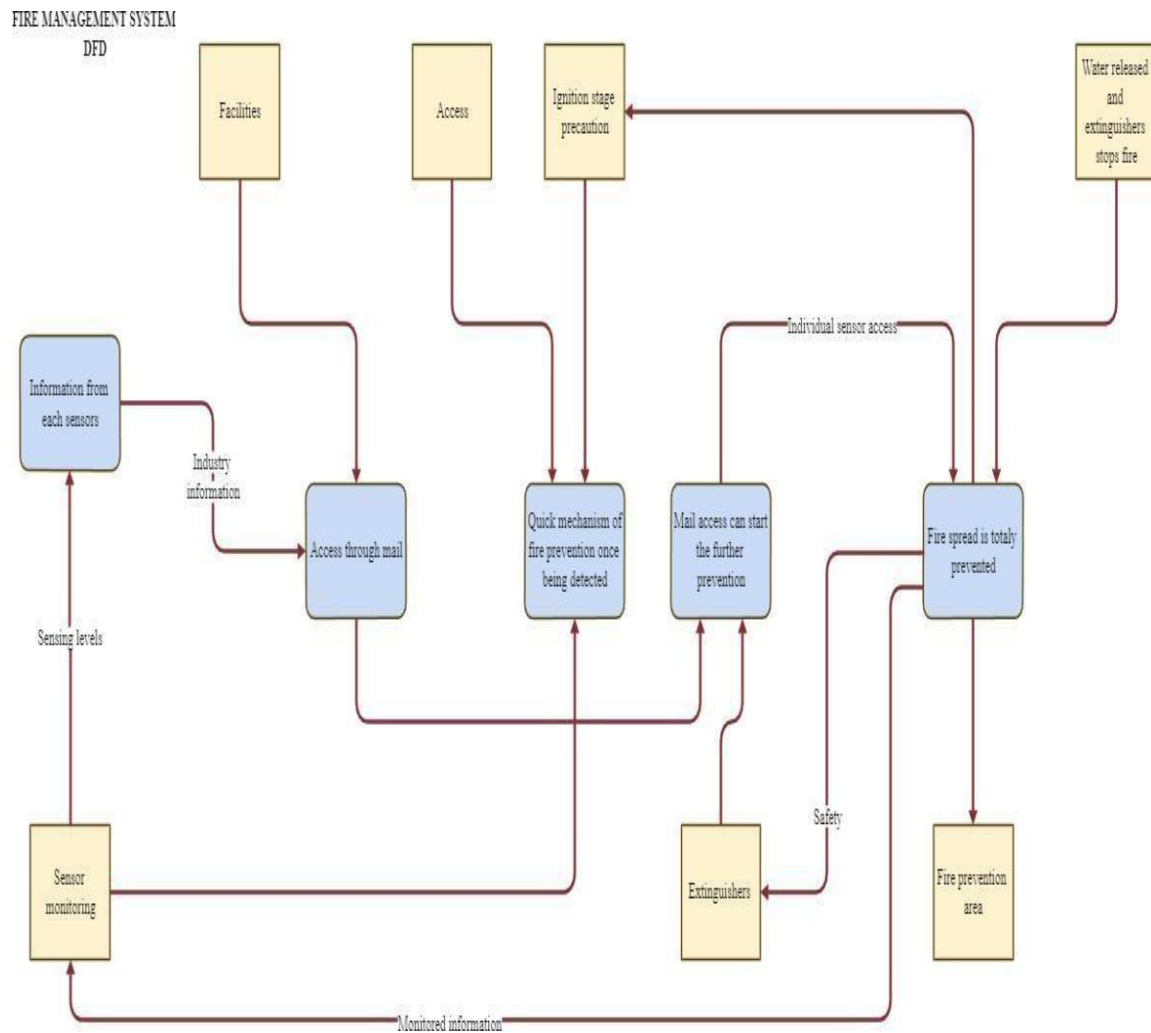 FIRE MANAGEMENT SYSTEM
DFD
Facilities
Access
Ignition stage
precaution
Water released
and
extinguishers
stops fire
Individual sensor access
Information from
each sensors
Industry
information
Access through mail
Quick mechanism of
fire prevention once
being detected
Mail access can start
the further
prevention
Fire spread is totaly
prevented
Sensing levels
Safety
Sensor
monitoring
Extinguishers
Fire prevention
area
Monitored information